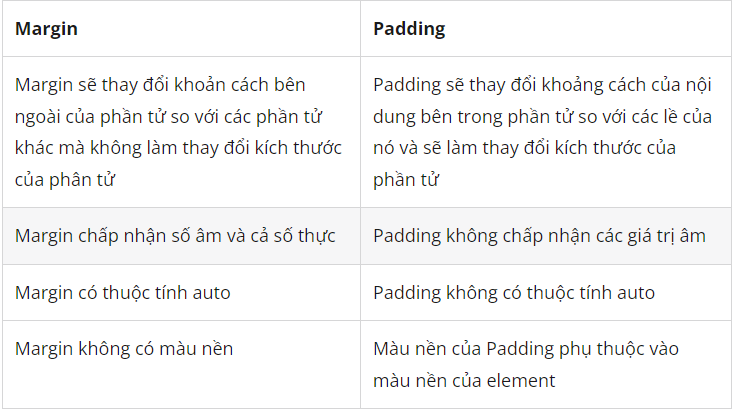 Margin
Padding
Margin sẽ thay đổi khoản cách bên
ngoài của phần tử so với các phần tử
khác mà không làm thay đổi kích thước
của phân tử
Padding sẽ thay đổi khoảng cách của nội
dung bên trong phần tử so với các lề của
nó và sẽ làm thay đổi kích thước của
phần tử
Margin chấp nhận số âm và cả số thực
Padding không chấp nhận các giá trị âm
Margin có thuộc tính auto
Padding không có thuộc tính auto
Margin không có màu nền
Màu nền của Padding phụ thuộc vào
màu nền của element